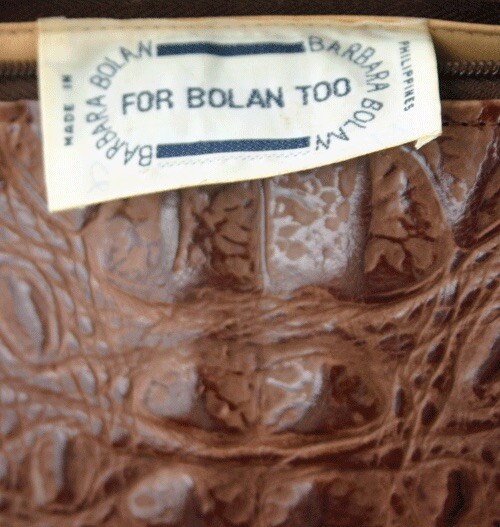 MADE IN
BARBARA BOLAN
BARBARA BOLAN
FOR BOLAN TOO
PHILIPPINES